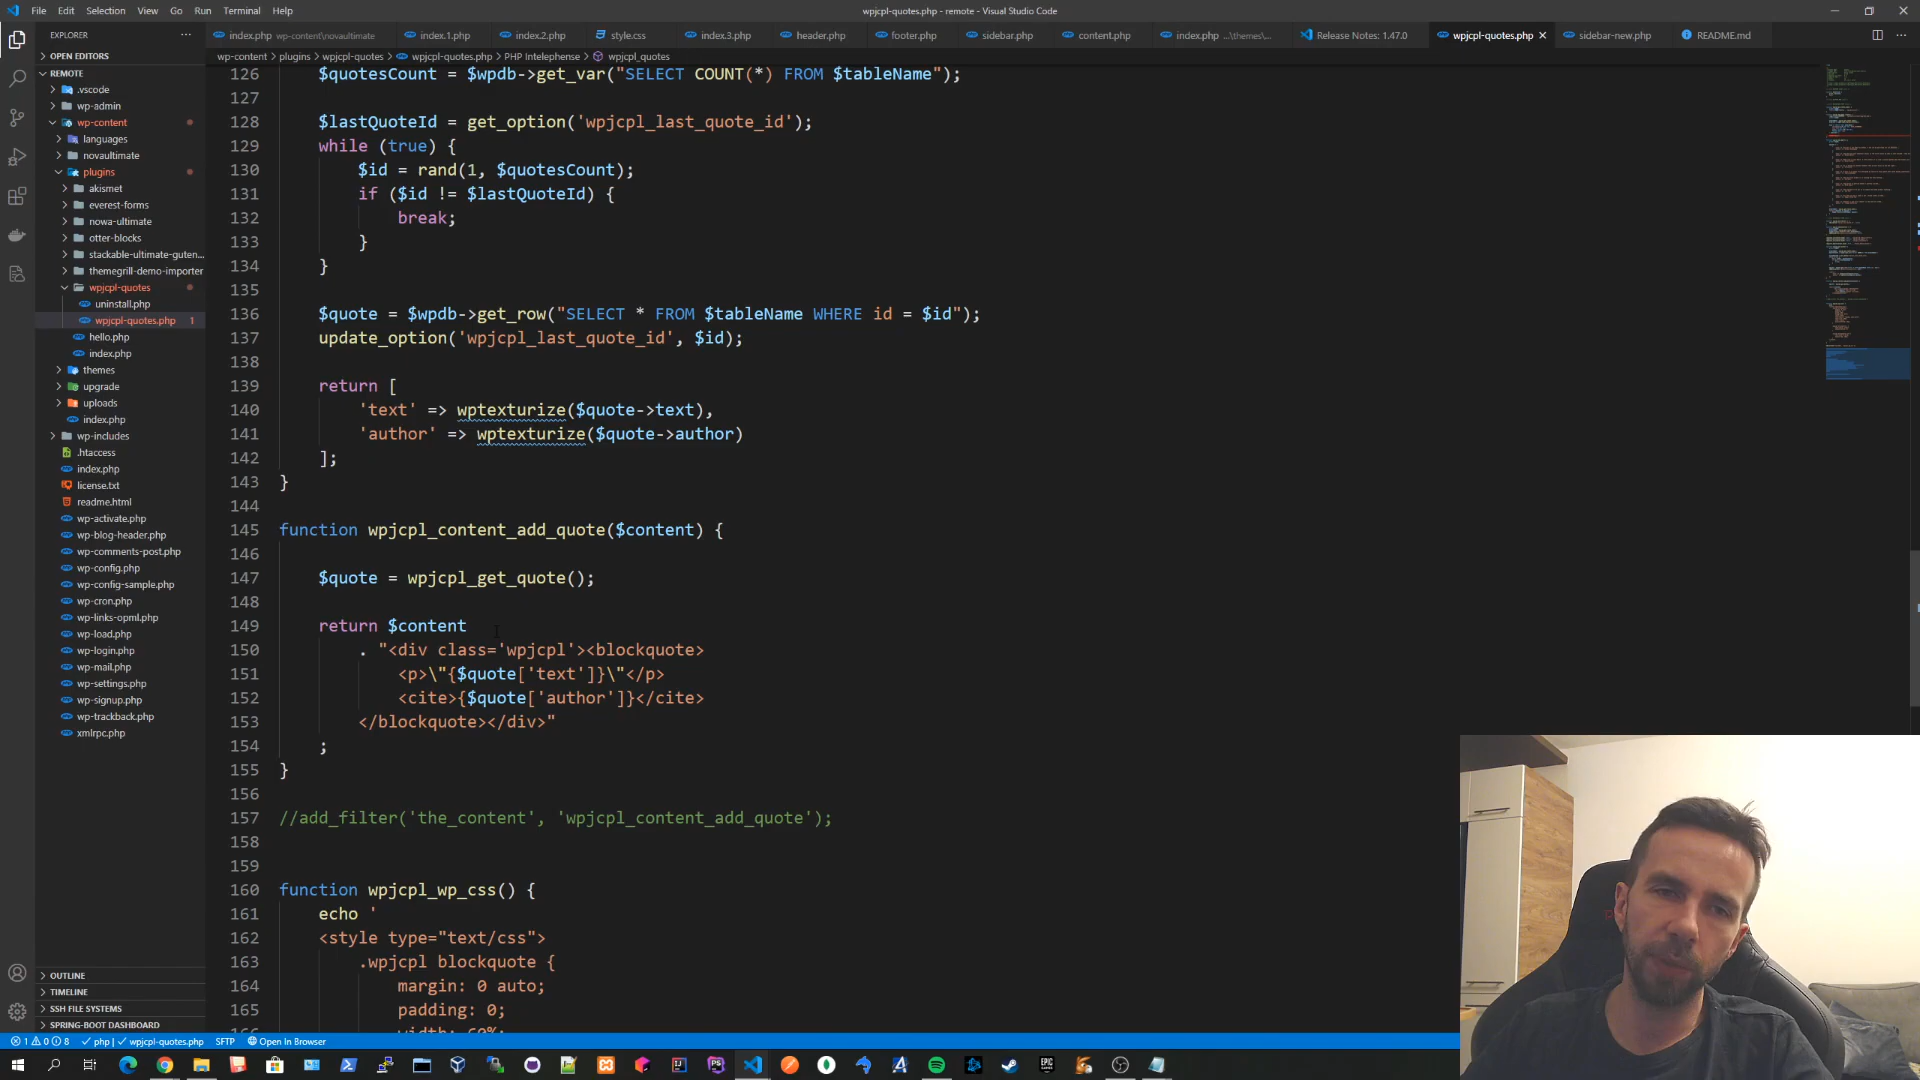 File Edit Selection View Go Run Terminal Help
wpjcpl-quotes.php - remote - Visual Studio Code
EXPLORER
index.php wp-content\novaultimate
index.1.php
index.2.php
style.css
index.3.php
header.php
footer.php
sidebar.php
content.php
index.php ...\themes\...
Release Notes: 1.47.0
wpjcpl-quotes.php
sidebar-new.php
README.md
wp-content > plugins > wpjcpl-quotes > wpjcpl-quotes.php > PHP Intelephense > wpjcpl_quotes
OPEN EDITORS
REMOTE
.vscode
wp-admin
wp-content
languages
novaultimate
plugins
akismet
everest-forms
nowa-ultimate
otter-blocks
stackable-ultimate-guten...
themegrill-demo-importer
wpjcpl-quotes
uninstall.php
wpjcpl-quotes.php 1
hello.php
index.php
themes
upgrade
uploads
index.php
wp-includes
.htaccess
index.php
license.txt
readme.html
wp-activate.php
wp-blog-header.php
wp-comments-post.php
wp-config.php
wp-config-sample.php
wp-cron.php
wp-links-opml.php
wp-load.php
wp-login.php
wp-mail.php
wp-settings.php
wp-signup.php
wp-trackback.php
xmlrpc.php
OUTLINE
TIMELINE
SSH FILE SYSTEMS
SPRING-BOOT DASHBOARD
126 $quotesCount = $wpdb->get_var("SELECT COUNT(*) FROM $tableName");
127
128 $lastQuoteId = get_option('wpjcpl_last_quote_id');
129 while (true) {
130 $id = rand(1, $quotesCount);
131 if ($id != $lastQuoteId) {
132 break;
133 }
134 }
135
136 $quote = $wpdb->get_row("SELECT * FROM $tableName WHERE id = $id");
137 update_option('wpjcpl_last_quote_id', $id);
138
139 return [
140 'text' => wptexturize($quote->text),
141 'author' => wptexturize($quote->author)
142 ];
143 }
144
145 function wpjcpl_content_add_quote($content) {
146
147 $quote = wpjcpl_get_quote();
148
149 return $content
150 . "<div class='wpjcpl'><blockquote>
151 <p>\"{$quote['text']}\"</p>
152 <cite>{$quote['author']}</cite>
153 </blockquote></div>"
154 ;
155 }
156
157 //add_filter('the_content', 'wpjcpl_content_add_quote');
158
159
160 function wpjcpl_wp_css() {
161 echo '
162 <style type="text/css">
163 .wpjcpl blockquote {
164 margin: 0 auto;
165 padding: 0;
166 width: 60%;
1 0 8 php | wpjcpl-quotes.php SFTP Open In Browser